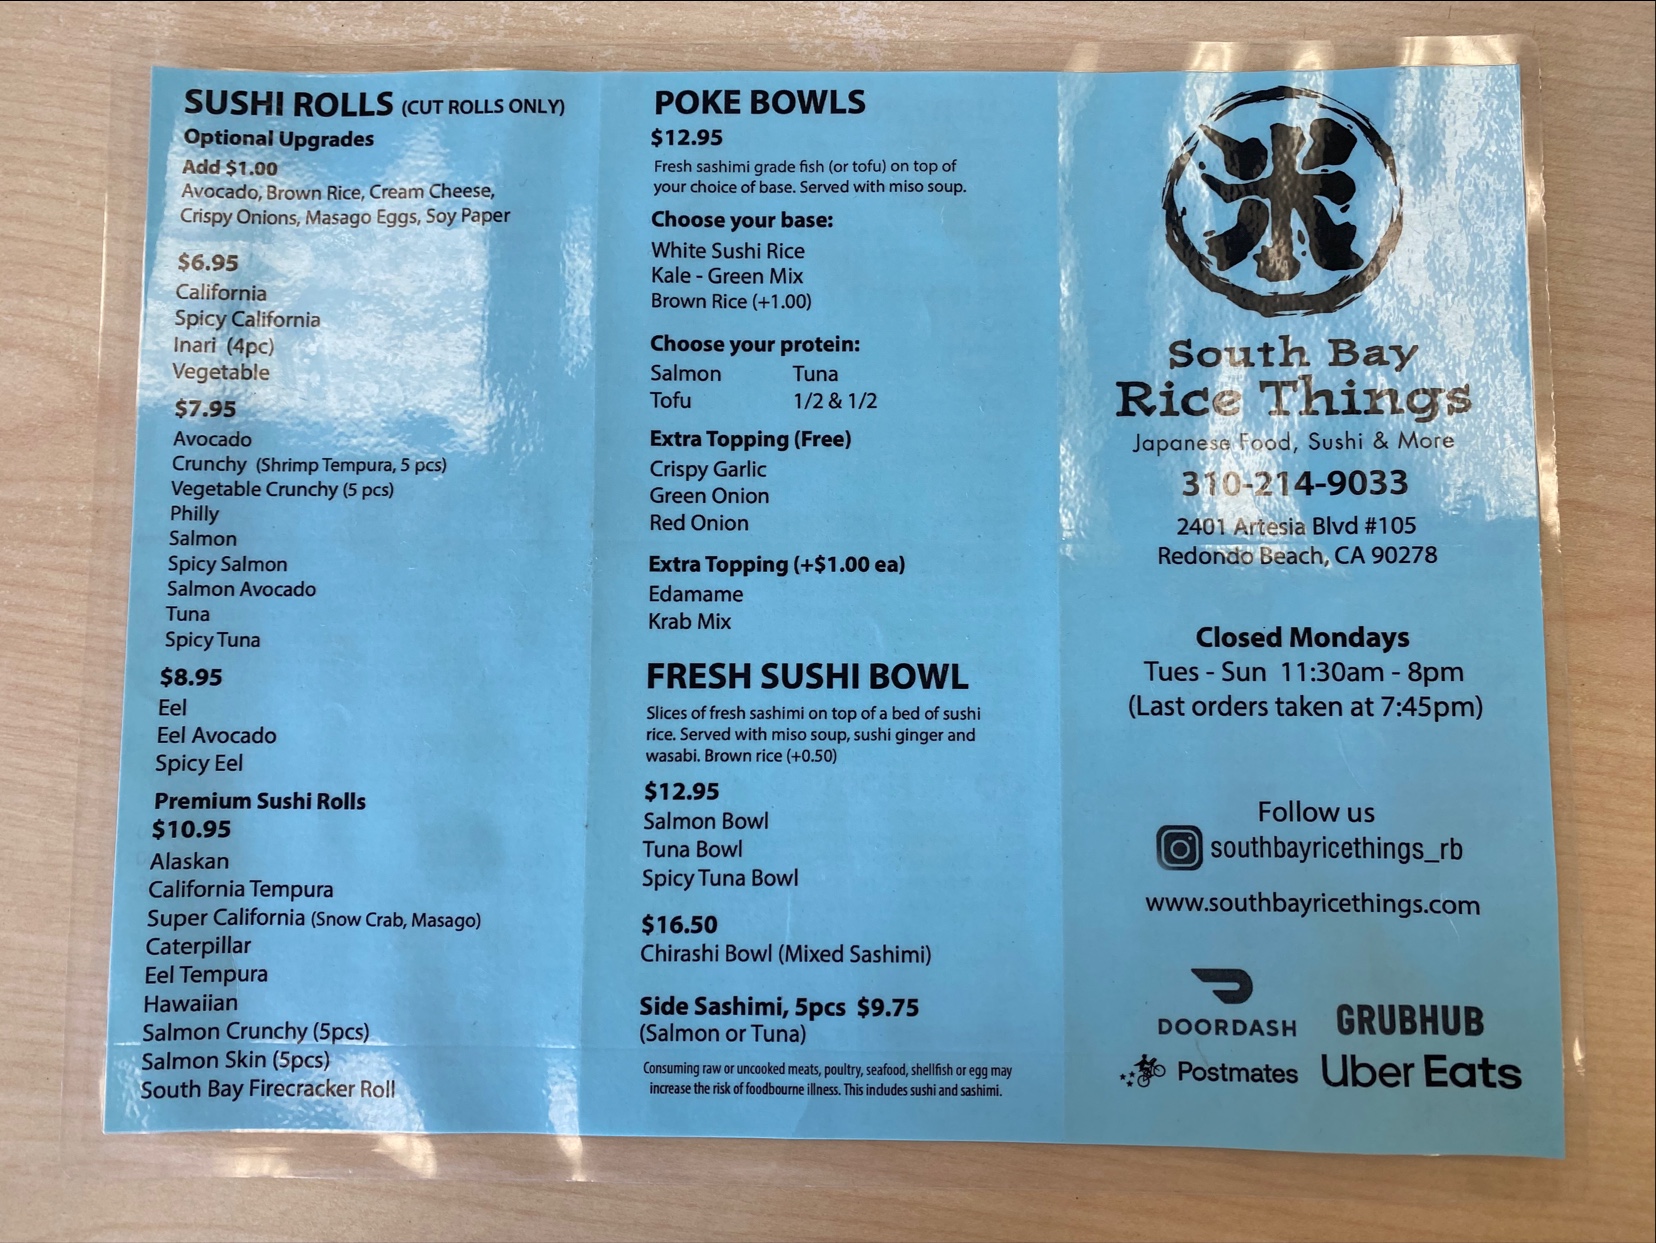 SUSHI ROLLS (CUT ROLLS ONLY)
Optional Upgrades
Add $1.00
Avocado, Brown Rice, Cream Cheese,
Crispy Onions, Masago Eggs, Soy Paper
$6.95
California
Spicy California
Inari (4pc)
Vegetable
$7.95
Avocado
Crunchy (Shrimp Tempura, 5 pcs)
Vegetable Crunchy (5 pcs)
Philly
Salmon
Spicy Salmon
Salmon Avocado
Tuna
Spicy Tuna
$8.95
Eel
Eel Avocado
Spicy Eel
Premium Sushi Rolls
$10.95
Alaskan
California Tempura
Super California (Snow Crab, Masago)
Caterpillar
Eel Tempura
Hawaiian
Salmon Crunchy (5pcs)
Salmon Skin (5pcs)
South Bay Firecracker Roll
POKE BOWLS
$12.95
Fresh sashimi grade fish (or tofu) on top of
your choice of base. Served with miso soup.
Choose your base:
White Sushi Rice
Kale - Green Mix
Brown Rice (+1.00)
Choose your protein:
Salmon Tuna
Tofu 1/2 & 1/2
Extra Topping (Free)
Crispy Garlic
Green Onion
Red Onion
Extra Topping (+$1.00 ea)
Edamame
Krab Mix
FRESH SUSHI BOWL
Slices of fresh sashimi on top of a bed of sushi
rice. Served with miso soup, sushi ginger and
wasabi. Brown rice (+0.50)
$12.95
Salmon Bowl
Tuna Bowl
Spicy Tuna Bowl
$16.50
Chirashi Bowl (Mixed Sashimi)
Side Sashimi, 5pcs $9.75
(Salmon or Tuna)
Consuming raw or uncooked meats, poultry, seafood, shellfish or egg may
increase the risk of foodbourne illness. This includes sushi and sashimi.
米
South Bay
Rice Things
Japanese Food, Sushi & More
310-214-9033
2401 Artesia Blvd #105
Redondo Beach, CA 90278
Closed Mondays
Tues - Sun 11:30am - 8pm
(Last orders taken at 7:45pm)
Follow us
southbayricethings_rb
www.southbayricethings.com
DOORDASH GRUBHUB
Postmates Uber Eats